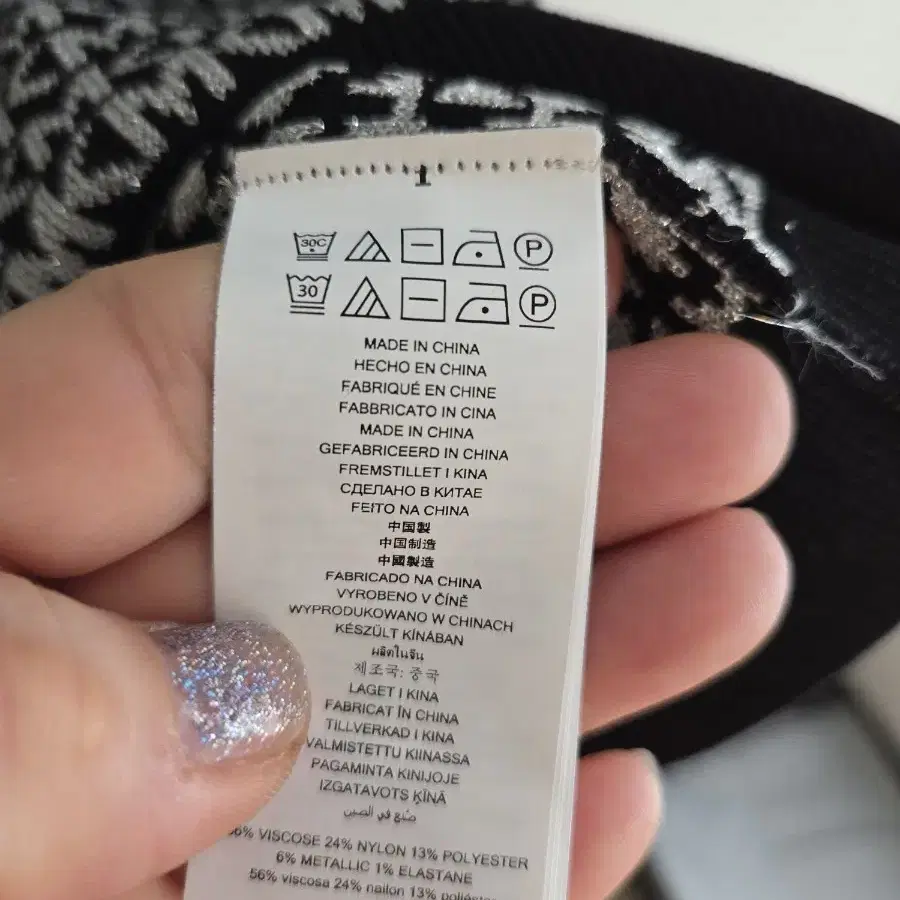 1
30C P
30 P
MADE IN CHINA
HECHO EN CHINA
FABRIQUÉ EN CHINE
FABBRICATO IN CINA
MADE IN CHINA
GEFABRICEERD IN CHINA
FREMSTILLET I KINA
СДЕЛАНО В КИТАЕ
FEITO NA CHINA
中国製
中国制造
中國製造
FABRICADO NA CHINA
VYROBENO V ČÍNĚ
WYPRODUKOWANO W CHINACH
KÉSZÜLT KÍNÁBAN
ผลิตในจีน
제조국: 중국
LAGET I KINA
FABRICAT ÎN CHINA
TILLVERKAD I KINA
VALMISTETTU KIINASSA
PAGAMINTA KINIJOJE
IZGATAVOTS ĶĪNĀ
صنع في الصين
VISCOSE 24% NYLON 13% POLYESTER
6% METALLIC 1% ELASTANE
56% viscosa 24% nailon 13%